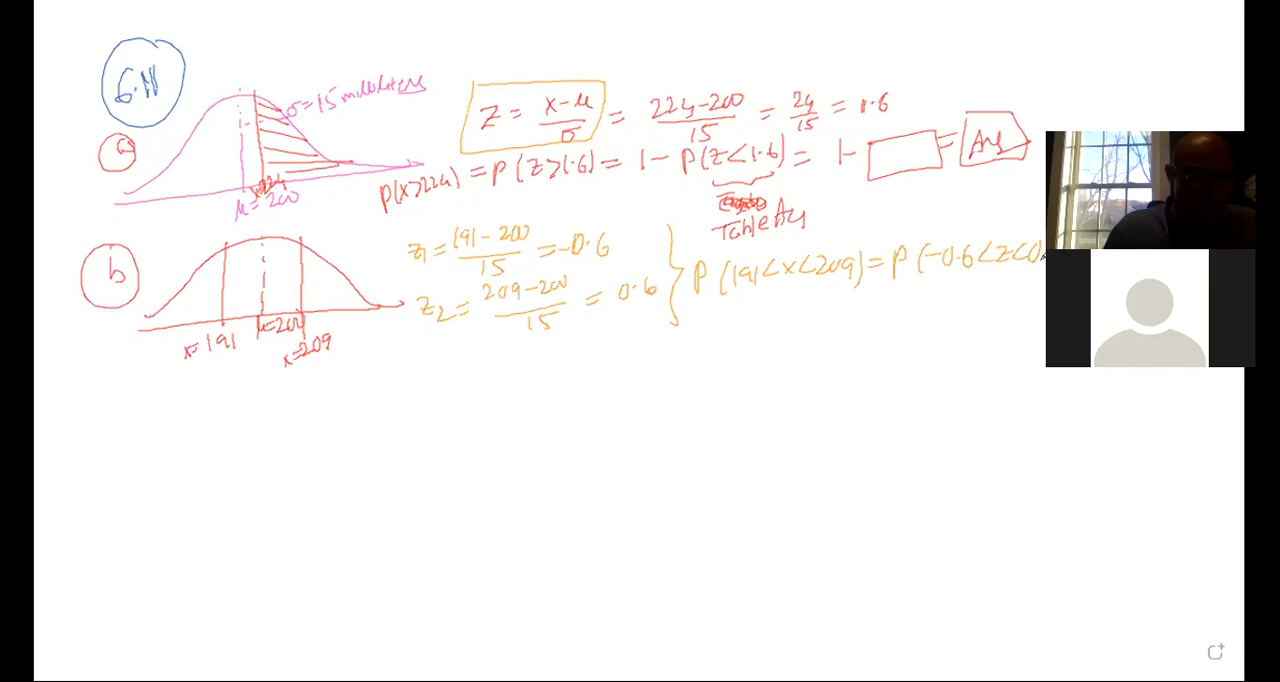 6.11
a
σ = 15 milliliters
x=224
μ = 200
Z = x-μ/σ = 224-200/15 = 24/15 = 1.6
P(x>224) = P(Z>1.6) = 1 - P(Z<1.6) = 1 - = Ans
Table A4
b
x=191
μ=200
x=209
z1 = 191-200/15 = -0.6
z2 = 209-200/15 = 0.6
P(191<x<209) = P(-0.6<Z<0.